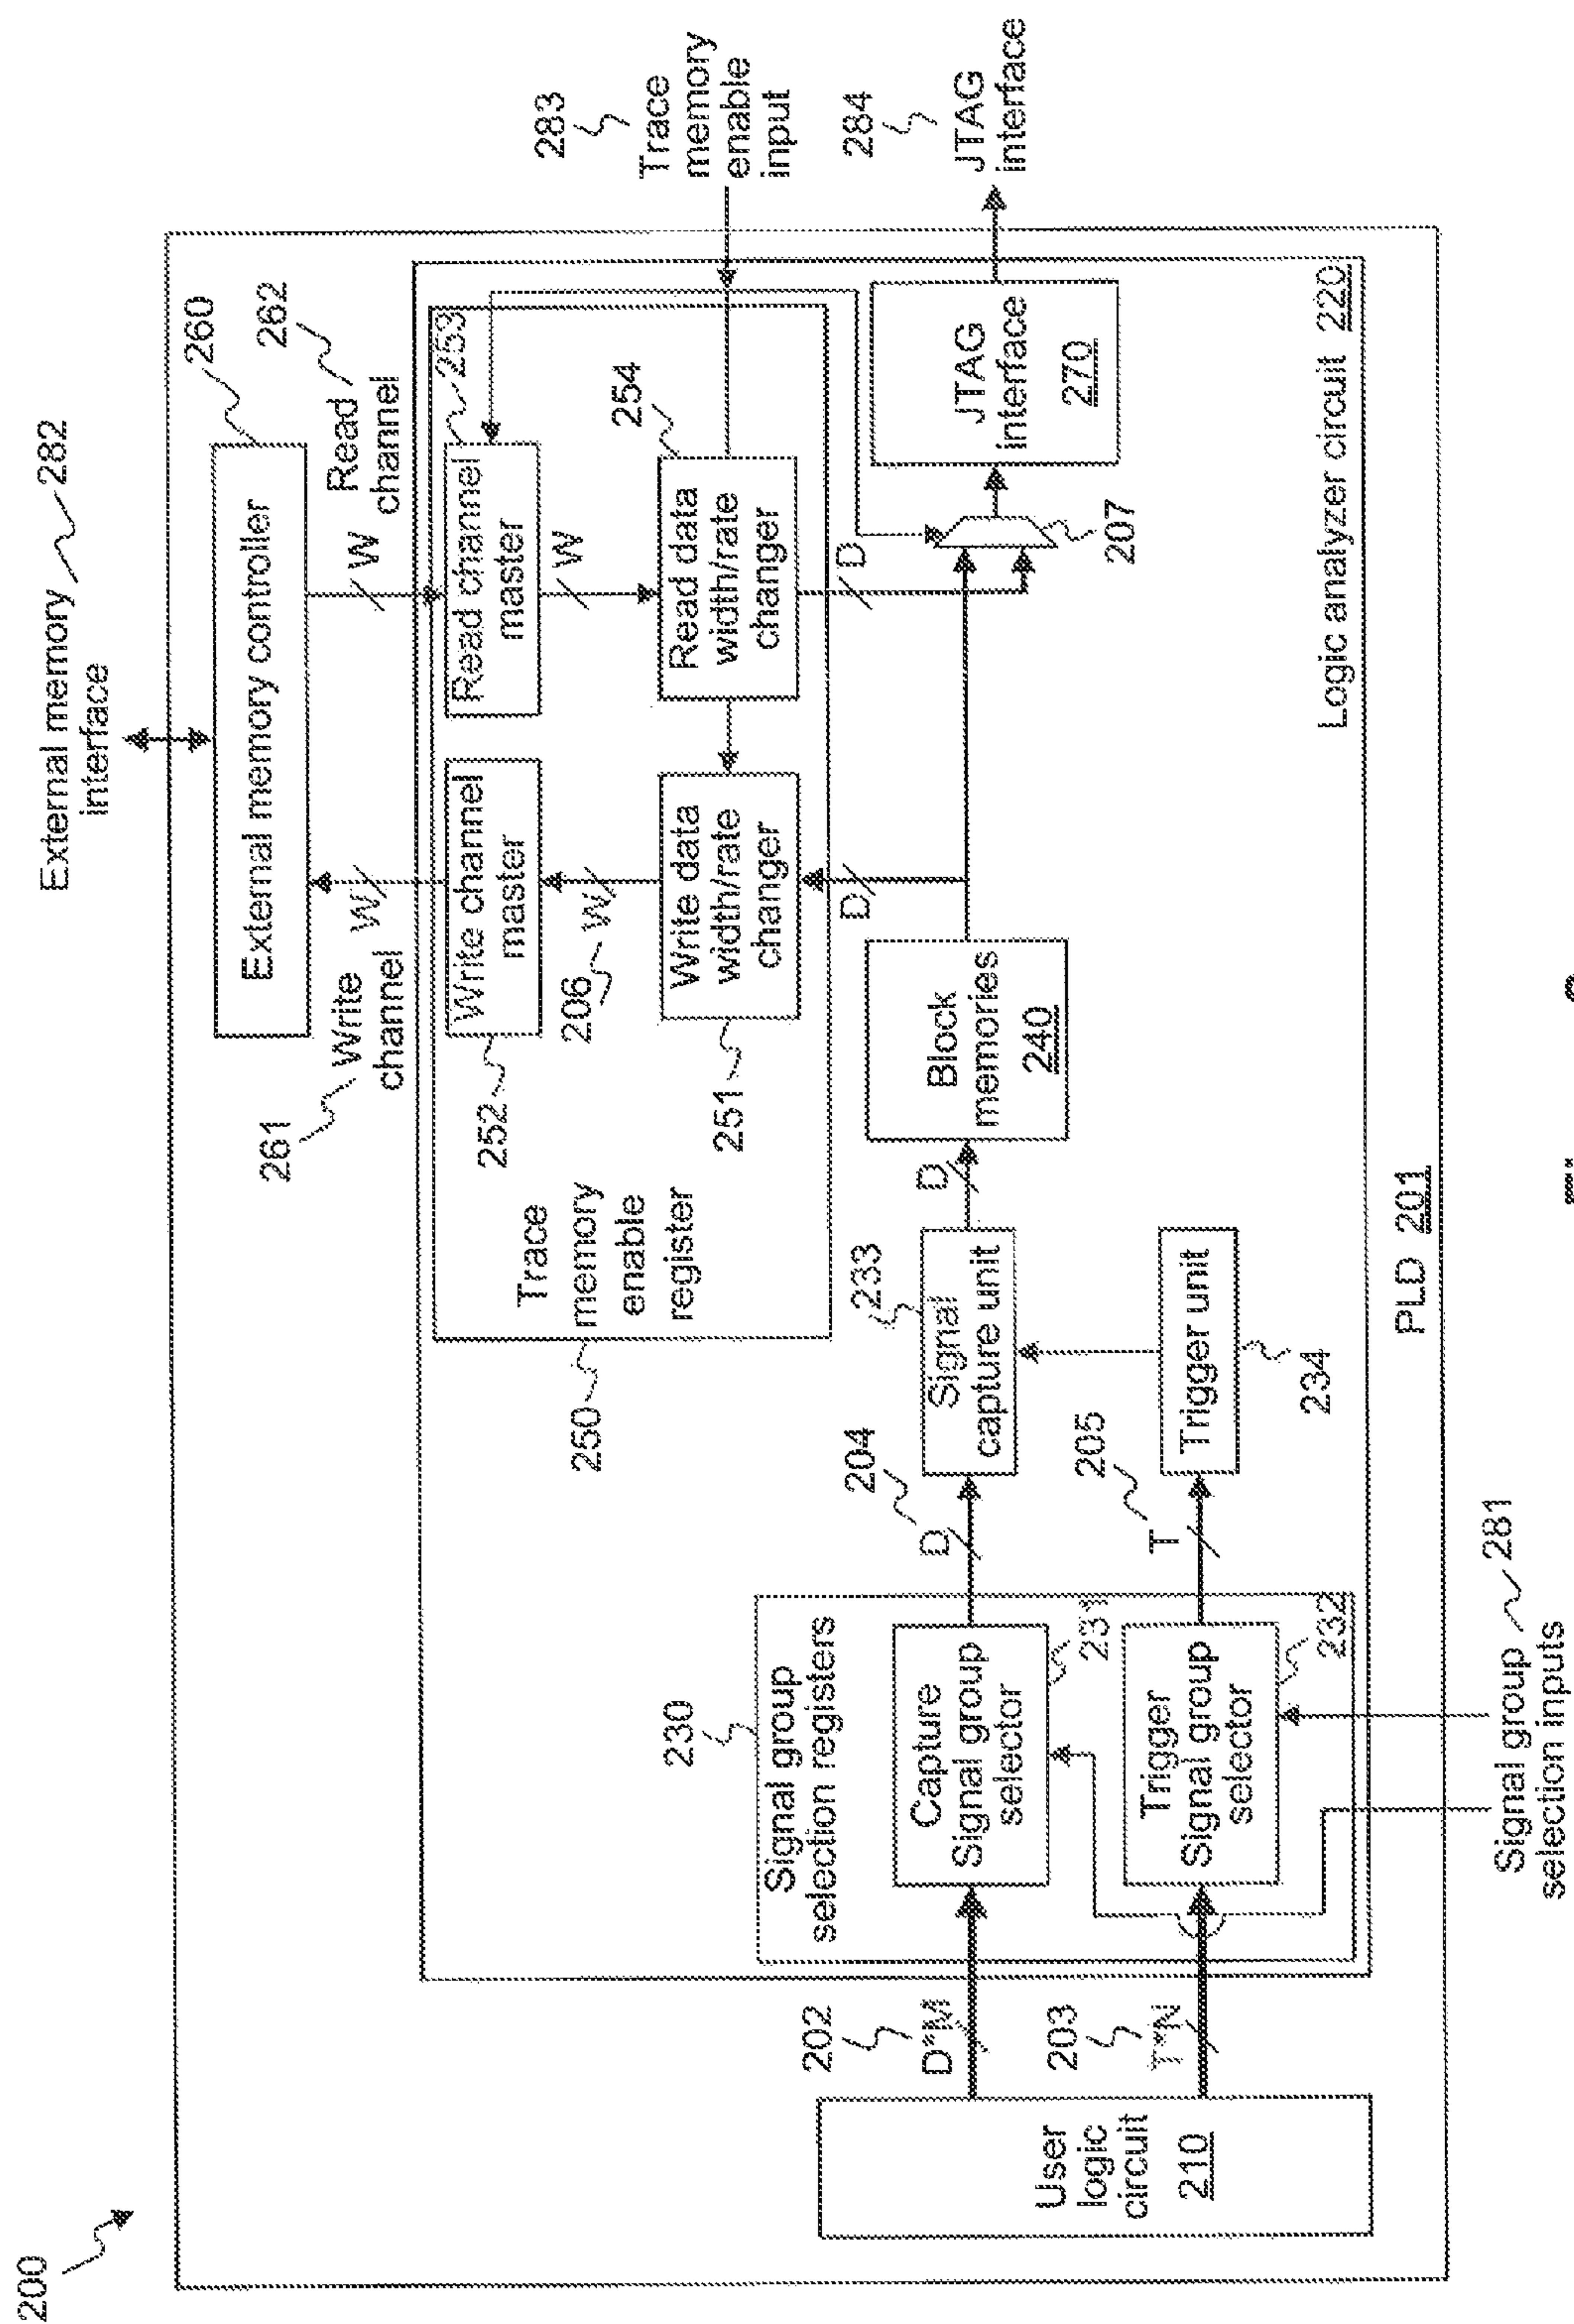 200
External memory
interface
282
External memory controller
260
261
Write
channel
W
W
Read
channel
262
Write channel
master
252
Read channel
master
253
206
W
W
Trace
memory
enable
register
250
Write data
width/rate
changer
251
Read data
width/rate
changer
254
283
Trace
memory
enable
input
D
D
User
logic
circuit
210
202
D*M
203
T*N
230
Signal group
selection registers
Capture
Signal group
selector
231
Trigger
Signal group
selector
232
204
D
205
T
Signal
capture unit
233
Trigger unit
234
D
Block
memories
240
207
JTAG
interface
270
284
JTAG
interface
Logic analyzer circuit 220
PLD 201
Signal group
selection inputs
281